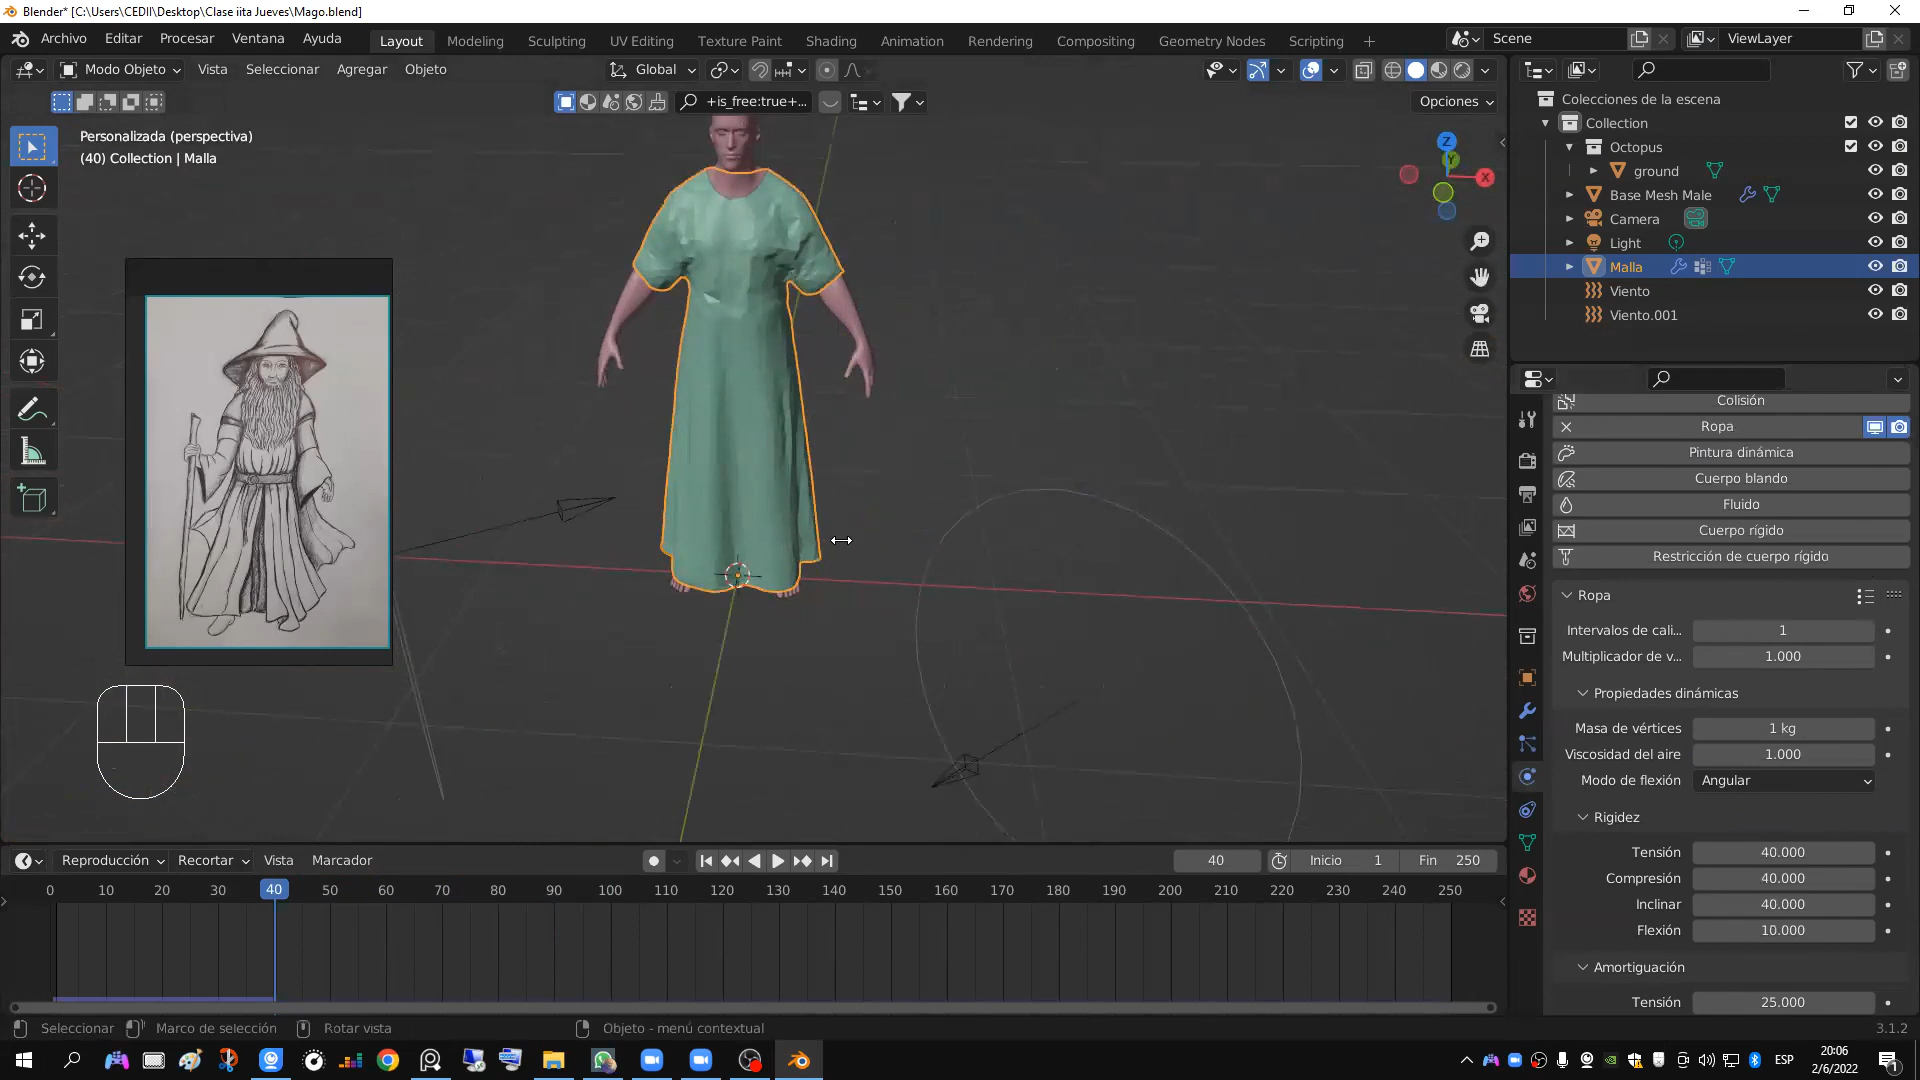 Blender* [C:\Users\CEDII\Desktop\Clase iita Jueves\Mago.blend]
Archivo Editar Procesar Ventana Ayuda
Layout Modeling Sculpting UV Editing Texture Paint Shading Animation Rendering Compositing Geometry Nodes Scripting +
Scene
ViewLayer
Modo Objeto Vista Seleccionar Agregar Objeto
Global
+is_free:true+...
Opciones
Personalizada (perspectiva)
(40) Collection | Malla
Z
Y
X
Colecciones de la escena
Collection
Octopus
ground
Base Mesh Male
Camera
Light
Malla
Viento
Viento.001
Colisión
Ropa
Pintura dinámica
Cuerpo blando
Fluido
Cuerpo rígido
Restricción de cuerpo rígido
Ropa
Intervalos de cali... 1
Multiplicador de v... 1.000
Propiedades dinámicas
Masa de vértices 1 kg
Viscosidad del aire 1.000
Modo de flexión Angular
Rigidez
Tensión 40.000
Compresión 40.000
Inclinar 40.000
Flexión 10.000
Amortiguación
Tensión 25.000
Reproducción Recortar Vista Marcador
40
Inicio 1
Fin 250
0 10 20 30 40 50 60 70 80 90 100 110 120 130 140 150 160 170 180 190 200 210 220 230 240 250
Seleccionar Marco de selección Rotar vista Objeto - menú contextual
3.1.2
ESP
20:06
2/6/2022
1